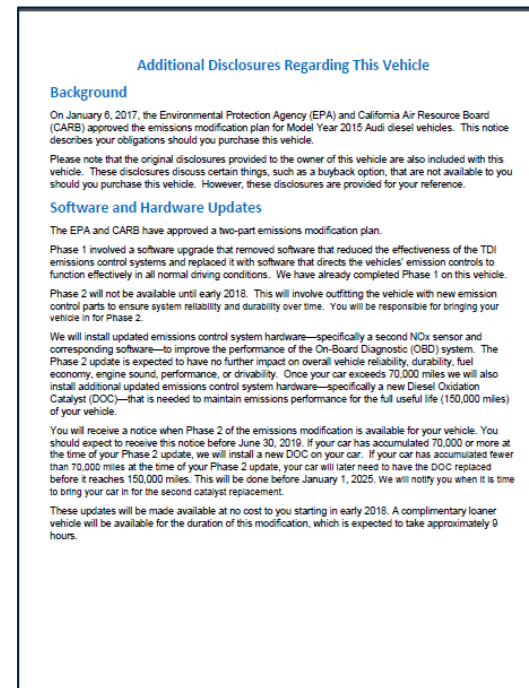 Additional Disclosures Regarding This Vehicle
Background
On January 6, 2017, the Environmental Protection Agency (EPA) and California Air Resource Board
(CARB) approved the emissions modification plan for Model Year 2015 Audi diesel vehicles. This notice
describes your obligations should you purchase this vehicle.
Please note that the original disclosures provided to the owner of this vehicle are also included with this
vehicle. These disclosures discuss certain things, such as a buyback option, that are not available to you
should you purchase this vehicle. However, these disclosures are provided for your reference.
Software and Hardware Updates
The EPA and CARB have approved a two-part emissions modification plan.
Phase 1 involved a software upgrade that removed software that reduced the effectiveness of the TDI
emissions control systems and replaced it with software that directs the vehicles' emission controls to
function effectively in all normal driving conditions. We have already completed Phase 1 on this vehicle.
Phase 2 will not be available until early 2018. This will involve outfitting the vehicle with new emission
control parts to ensure system reliability and durability over time. You will be responsible for bringing your
vehicle in for Phase 2.
We will install updated emissions control system hardware—specifically a second NOx sensor and
corresponding software—to improve the performance of the On-Board Diagnostic (OBD) system. The
Phase 2 update is expected to have no further impact on overall vehicle reliability, durability, fuel
economy, engine sound, performance, or drivability. Once your car exceeds 70,000 miles we will also
install additional updated emissions control system hardware—specifically a new Diesel Oxidation
Catalyst (DOC)—that is needed to maintain emissions performance for the full useful life (150,000 miles)
of your vehicle.
You will receive a notice when Phase 2 of the emissions modification is available for your vehicle. You
should expect to receive this notice before June 30, 2019. If your car has accumulated 70,000 or more at
the time of your Phase 2 update, we will install a new DOC on your car. If your car has accumulated fewer
than 70,000 miles at the time of your Phase 2 update, your car will later need to have the DOC replaced
before it reaches 150,000 miles. This will be done before January 1, 2025. We will notify you when it is time
to bring your car in for the second catalyst replacement.
These updates will be made available at no cost to you starting in early 2018. A complimentary loaner
vehicle will be available for the duration of this modification, which is expected to take approximately 9
hours.